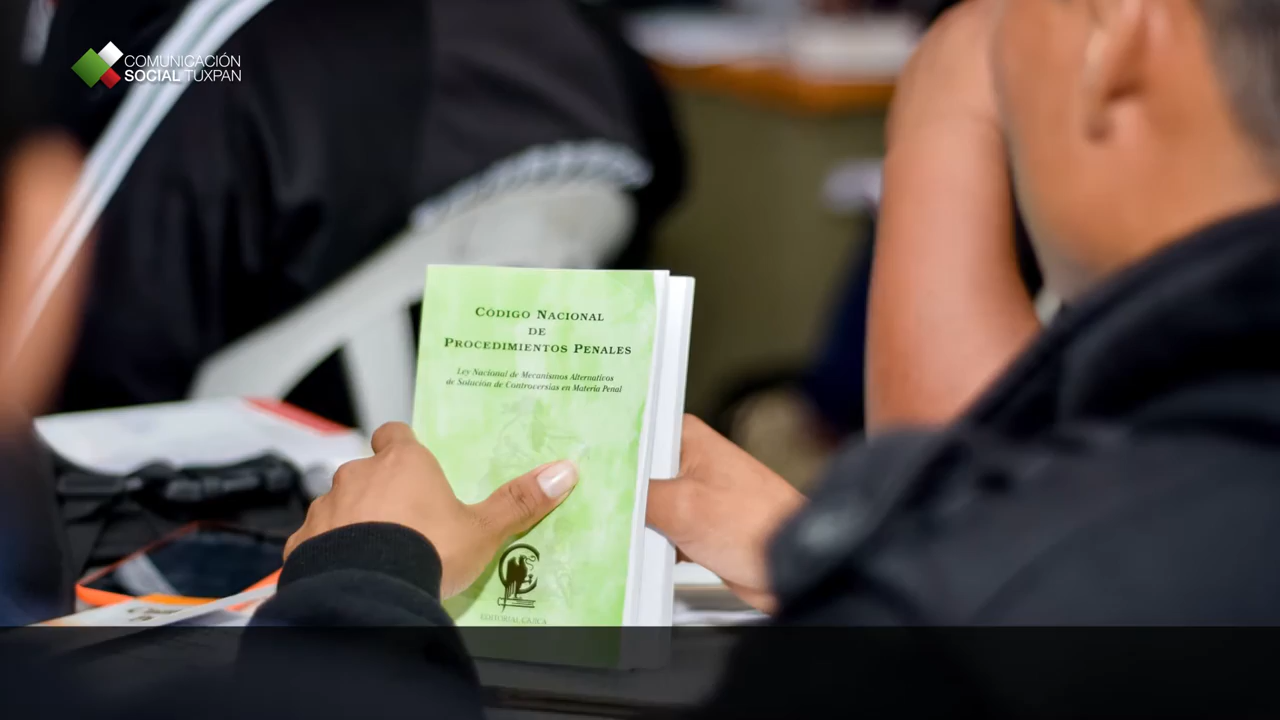 COMUNICACIÓN
SOCIAL TUXPAN
CÓDIGO NACIONAL
DE
PROCEDIMIENTOS PENALES
Ley Nacional de Mecanismos Alternativos
de Solución de Controversias en Materia Penal
EDITORIAL GALLCA